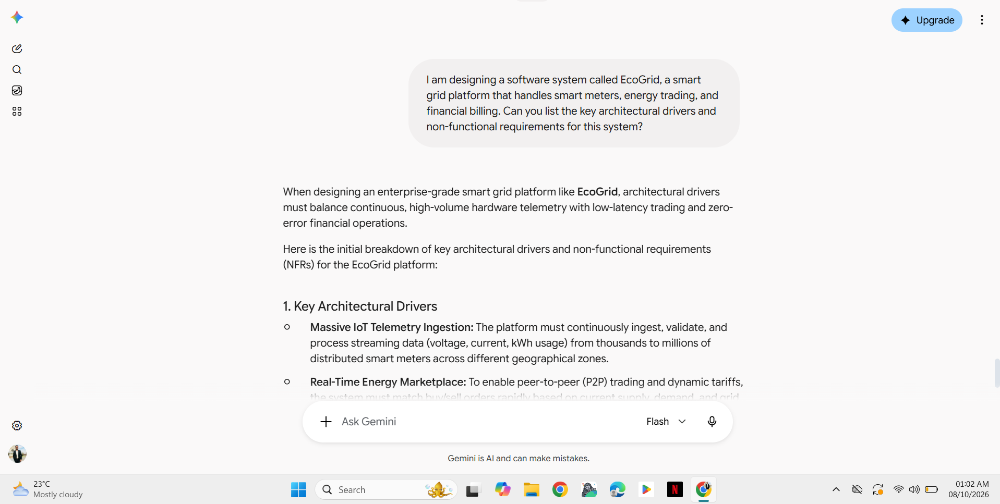 Upgrade
I am designing a software system called EcoGrid, a smart
grid platform that handles smart meters, energy trading, and
financial billing. Can you list the key architectural drivers and
non-functional requirements for this system?
When designing an enterprise-grade smart grid platform like EcoGrid, architectural drivers
must balance continuous, high-volume hardware telemetry with low-latency trading and zero-
error financial operations.
Here is the initial breakdown of key architectural drivers and non-functional requirements
(NFRs) for the EcoGrid platform:
1. Key Architectural Drivers
Massive IoT Telemetry Ingestion: The platform must continuously ingest, validate, and
process streaming data (voltage, current, kWh usage) from thousands to millions of
distributed smart meters across different geographical zones.
Real-Time Energy Marketplace: To enable peer-to-peer (P2P) trading and dynamic tariffs,
the system must match buy/sell orders rapidly based on current supply, demand, and grid
Ask Gemini
Flash
Gemini is AI and can make mistakes.
23°C
Mostly cloudy
Search
N
01:02 AM
08/10/2026